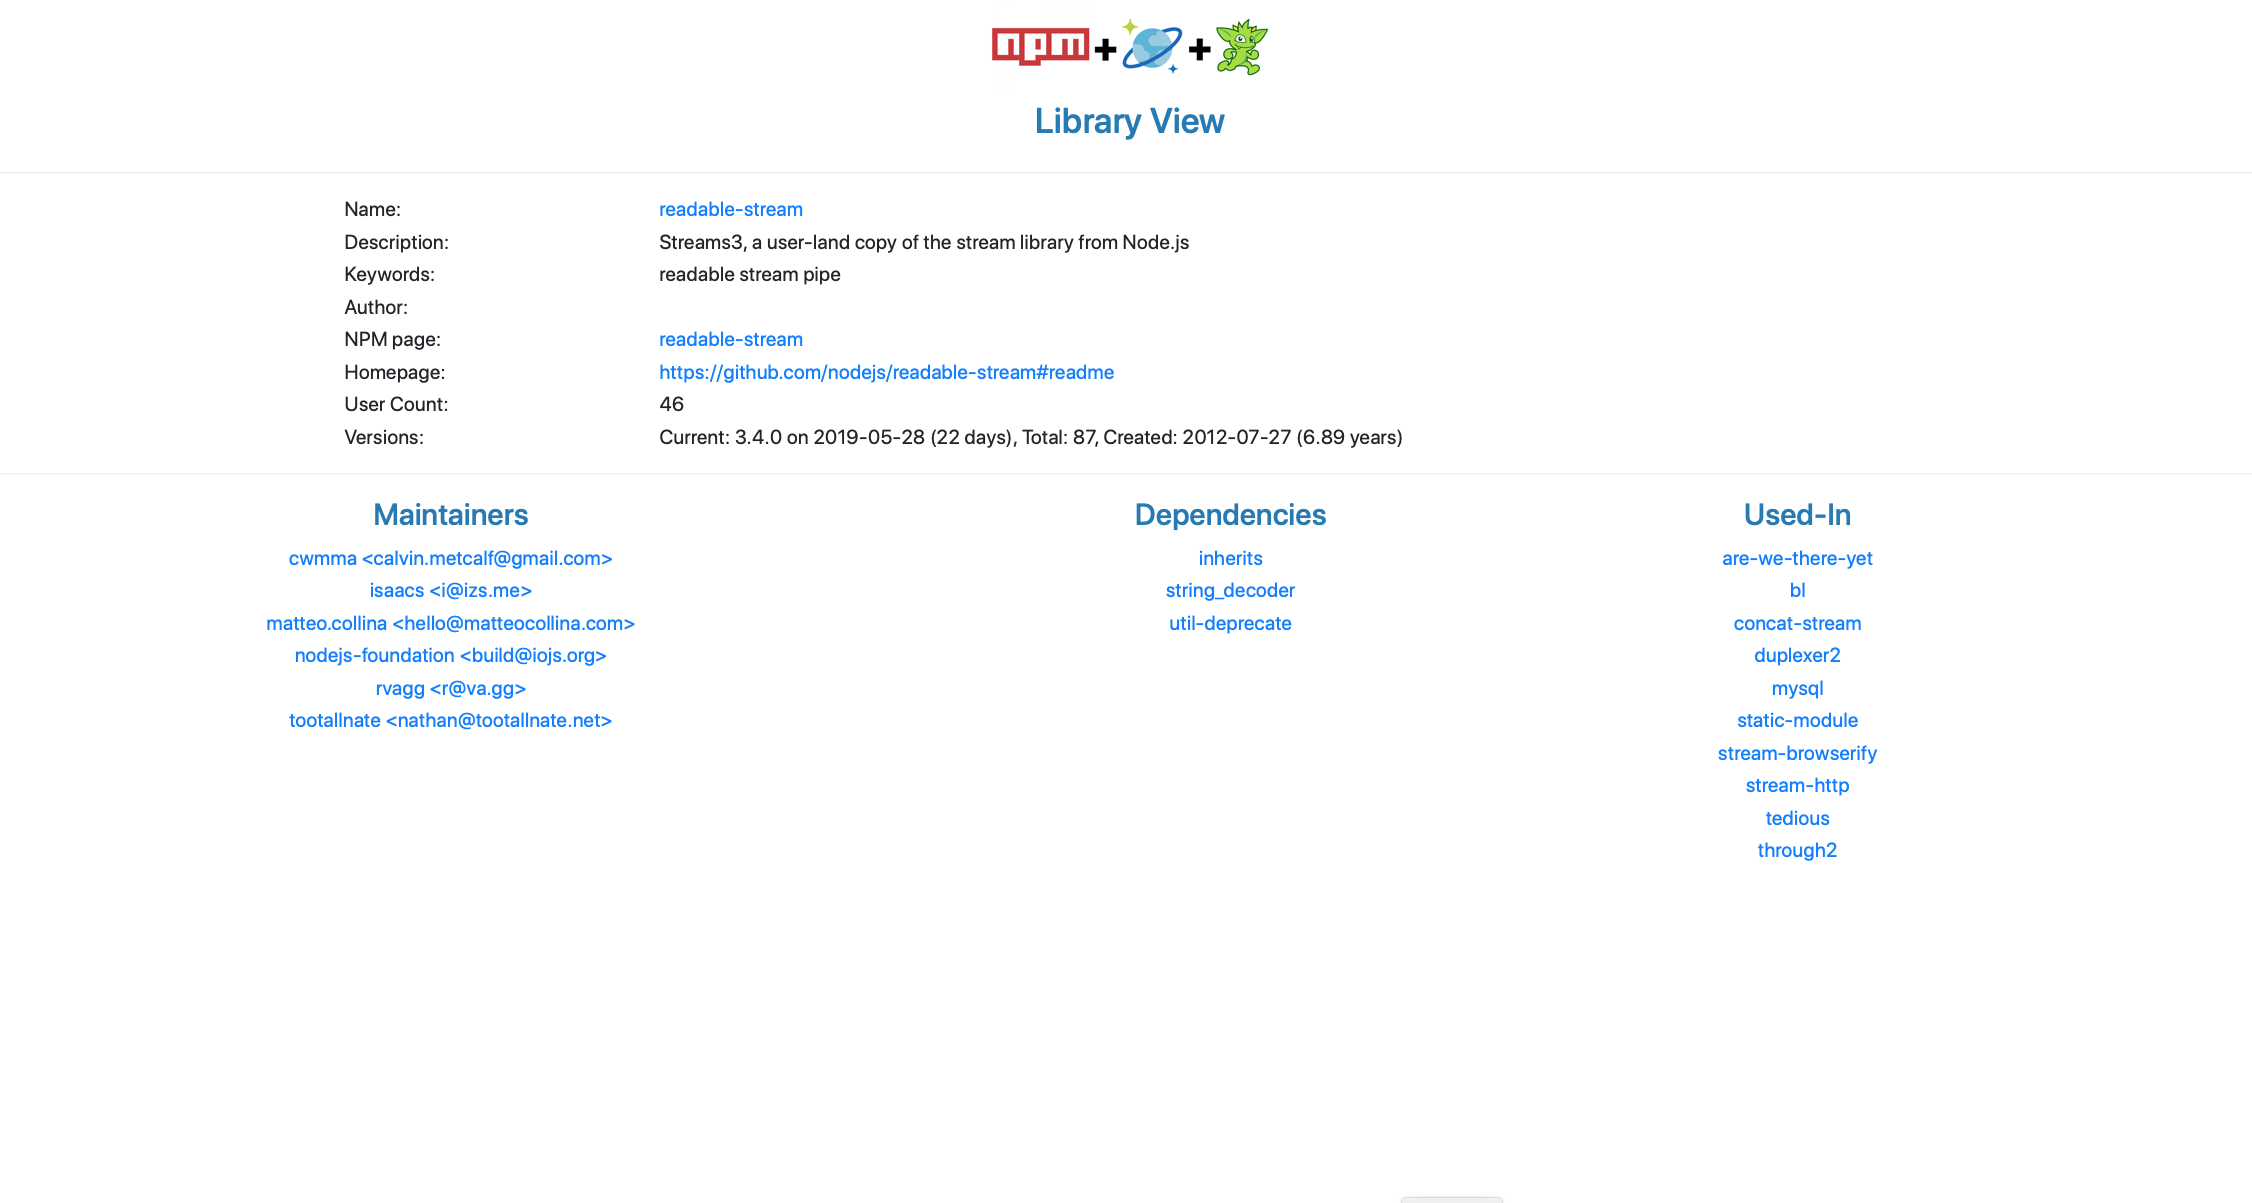 npm + +
Library View
Name: readable-stream
Description: Streams3, a user-land copy of the stream library from Node.js
Keywords: readable stream pipe
Author:
NPM page: readable-stream
Homepage: https://github.com/nodejs/readable-stream#readme
User Count: 46
Versions: Current: 3.4.0 on 2019-05-28 (22 days), Total: 87, Created: 2012-07-27 (6.89 years)
Maintainers
cwmma <calvin.metcalf@gmail.com>
isaacs <i@izs.me>
matteo.collina <hello@matteocollina.com>
nodejs-foundation <build@iojs.org>
rvagg <r@va.gg>
tootallnate <nathan@tootallnate.net>
Dependencies
inherits
string_decoder
util-deprecate
Used-In
are-we-there-yet
bl
concat-stream
duplexer2
mysql
static-module
stream-browserify
stream-http
tedious
through2